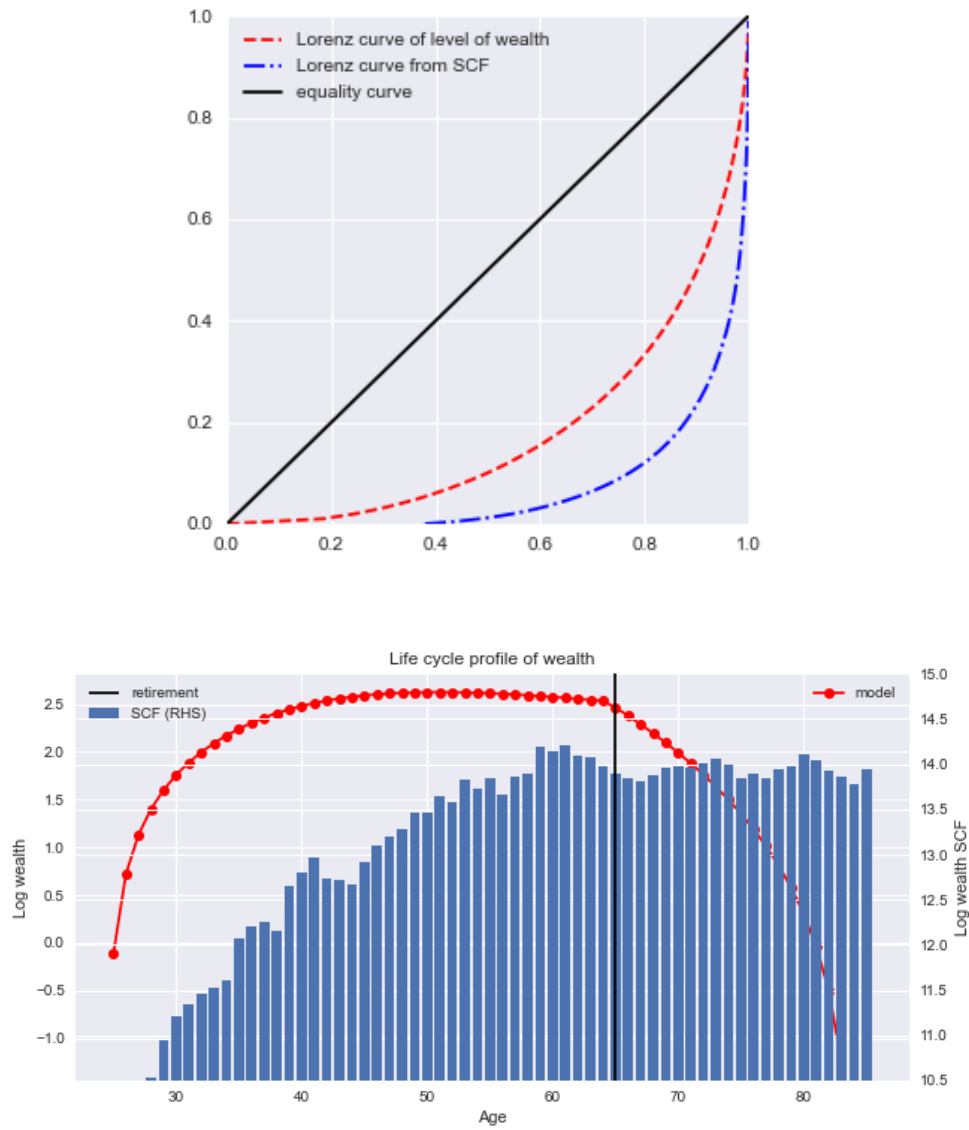 1.0
Lorenz curve of level of wealth
Lorenz curve from SCF
equality curve
0.8
0.6
0.4
0.2
0.0
0.0 0.2 0.4 0.6 0.8 1.0
Life cycle profile of wealth
15.0
retirement
model
2.5
SCF (RHS)
14.5
2.0
14.0
1.5
13.5
1.0
13.0
Log wealth
0.5
12.5
Log wealth SCF
0.0
12.0
−0.5
11.5
−1.0
11.0
10.5
30 40 50 60 70 80
Age